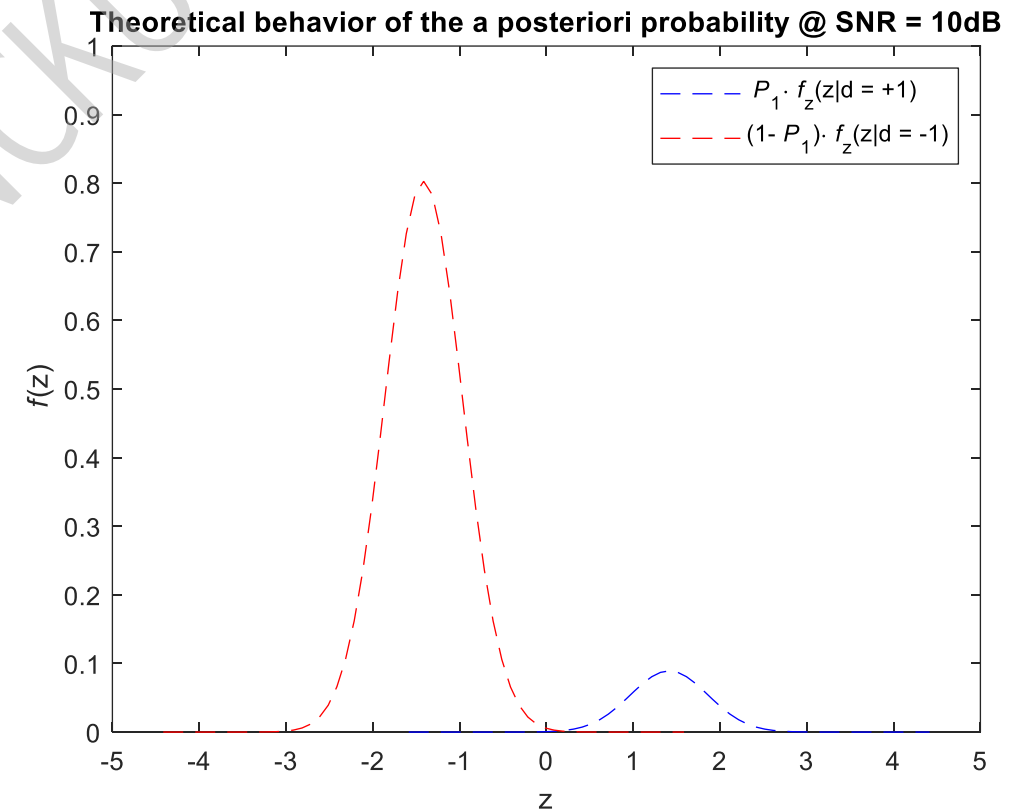 Theoretical behavior of the a posteriori probability @ SNR = 10dB
P1· fz(z|d = +1)
(1- P1)· fz(z|d = -1)
f(z)
1
0.9
0.8
0.7
0.6
0.5
0.4
0.3
0.2
0.1
0
-5 -4 -3 -2 -1 0 1 2 3 4 5
z